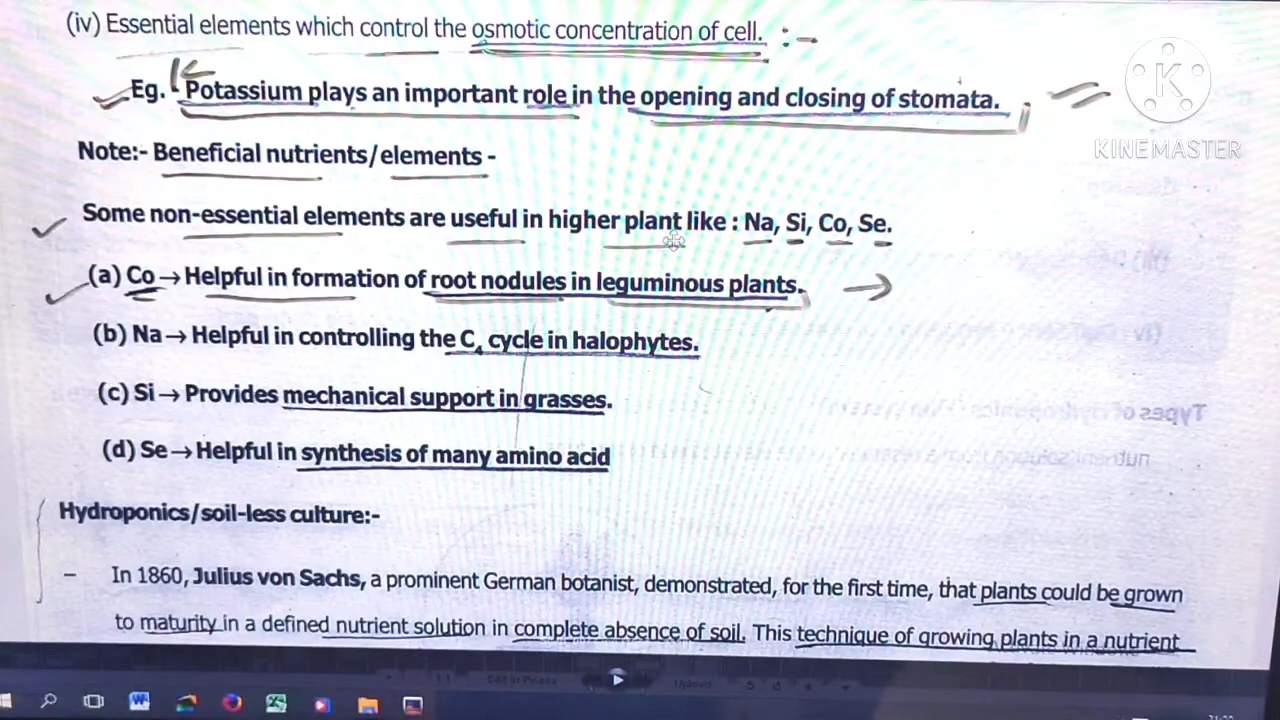 (iv) Essential elements which control the osmotic concentration of cell. :-
K
Eg. - Potassium plays an important role in the opening and closing of stomata.
K
KINEMASTER
Note:- Beneficial nutrients/elements -
Some non-essential elements are useful in higher plant like : Na, Si, Co, Se.
(a) Co → Helpful in formation of root nodules in leguminous plants. →
(b) Na → Helpful in controlling the C4 cycle in halophytes.
(c) Si → Provides mechanical support in grasses.
(d) Se → Helpful in synthesis of many amino acid
Hydroponics/soil-less culture:-
– In 1860, Julius von Sachs, a prominent German botanist, demonstrated, for the first time, that plants could be grown
to maturity in a defined nutrient solution in complete absence of soil. This technique of growing plants in a nutrient